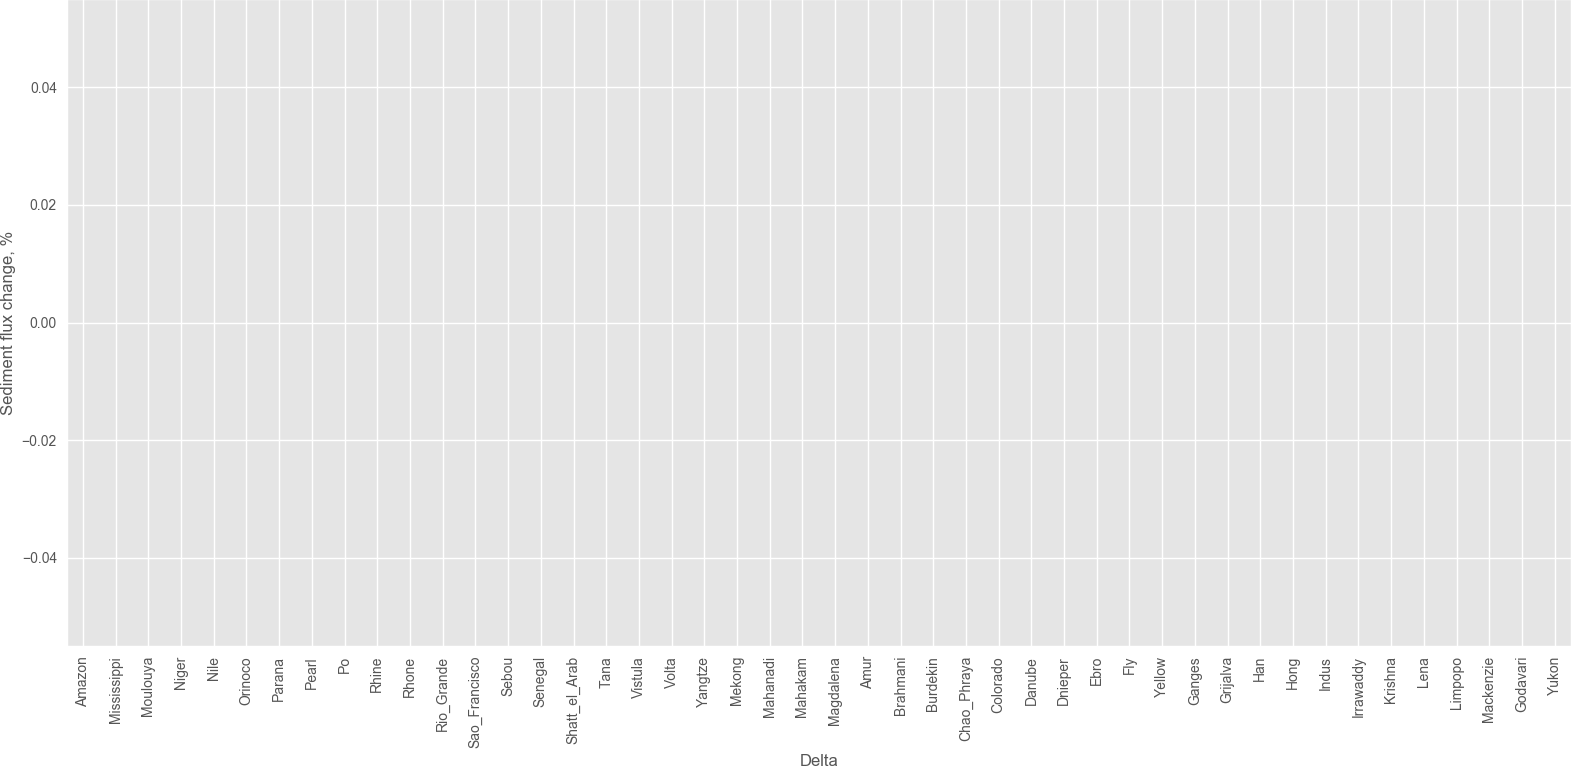 Sediment flux change, %
0.04
0.02
0.00
−0.02
−0.04
Amazon
Mississippi
Moulouya
Niger
Nile
Orinoco
Parana
Pearl
Po
Rhine
Rhone
Rio_Grande
Sao_Francisco
Sebou
Senegal
Shatt_el_Arab
Tana
Vistula
Volta
Yangtze
Mekong
Mahanadi
Mahakam
Magdalena
Amur
Brahmani
Burdekin
Chao_Phraya
Colorado
Danube
Dnieper
Ebro
Fly
Yellow
Ganges
Grijalva
Han
Hong
Indus
Irrawaddy
Krishna
Lena
Limpopo
Mackenzie
Godavari
Yukon
Delta